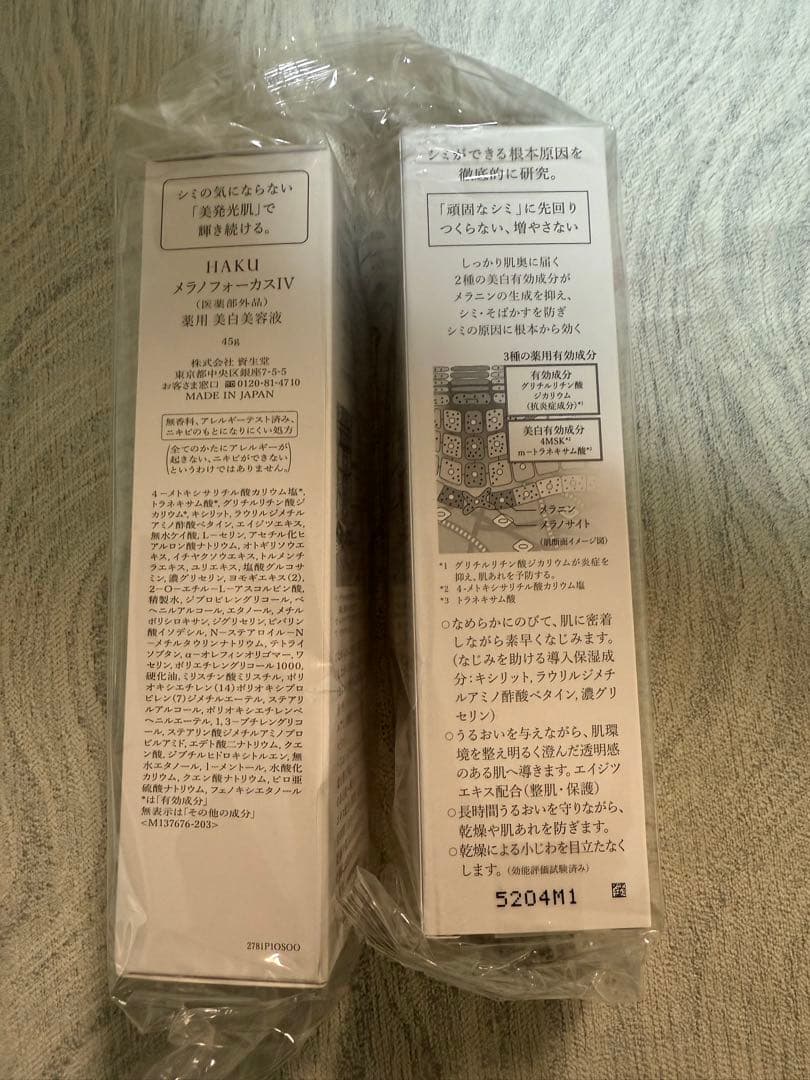 シミの気にならない
「美発光肌」で
輝き続ける。
HAKU
メラノフォーカスIV
(医薬部外品)
薬用 美白美容液
45g
株式会社 資生堂
東京都中央区銀座7-5-5
お客さま窓口 0120-81-4710
MADE IN JAPAN
無香料、アレルギーテスト済み、
ニキビのもとになりにくい処方
(全てのかたにアレルギーが
起きない、ニキビができない
というわけではありません。)
4-メトキシサリチル酸カリウム塩*,
トラネキサム酸*, グリチルリチン酸ジ
カリウム*, キシリット, ラウリルジメチル
アミノ酢酸ベタイン, エイジツエキス,
無水ケイ酸, L-セリン, アセチル化ヒ
アルロン酸ナトリウム, オトギリソウエ
キス, イチヤクソウエキス, トルメンチ
ラエキス, ユリエキス, 塩酸グルコサ
ミン, 濃グリセリン, ヨモギエキス(2),
2-O-エチル-L-アスコルビン酸,
精製水, ジプロピレングリコール, ベ
ヘニルアルコール, エタノール, メチル
ポリシロキサン, ジグリセリン, ピバリン
酸イソデシル, N-ステアロイル-N
-メチルタウリンナトリウム, テトライ
ソブタン, α-オレフィンオリゴマー, ワ
セリン, ポリエチレングリコール1000,
硬化油, ミリスチン酸ミリスチル, ポリ
オキシエチレン(14)ポリオキシプロ
ピレン(7)ジメチルエーテル, ステアリ
ルアルコール, ポリオキシエチレンベ
ヘニルエーテル, 1,3-ブチレングリコ
ール, ステアリン酸ジメチルアミノプロ
ピルアミド, エデト酸二ナトリウム, クエ
ン酸, ジブチルヒドロキシトルエン, 無
水エタノール, l-メントール, 水酸化
カリウム, クエン酸ナトリウム, ピロ亜
硫酸ナトリウム, フェノキシエタノール
*は「有効成分」
無表示は「その他の成分」
<M137676-203>
2781P1OSOO
シミができる根本原因を
徹底的に研究。
「頑固なシミ」に先回り
つくらない、増やさない
しっかり肌奥に届く
2種の美白有効成分が
メラニンの生成を抑え、
シミ・そばかすを防ぎ
シミの原因に根本から効く
3種の薬用有効成分
有効成分
グリチルリチン酸
ジカリウム
(抗炎症成分)*1
美白有効成分
4MSK*2
m-トラネキサム酸*3
メラニン
メラノサイト
(肌断面イメージ図)
*1 グリチルリチン酸ジカリウムが炎症を
抑え、肌あれを予防する。
*2 4-メトキシサリチル酸カリウム塩
*3 トラネキサム酸
○なめらかにのびて、肌に密着
しながら素早くなじみます。
(なじみを助ける導入保湿成
分:キシリット, ラウリルジメチ
ルアミノ酢酸ベタイン, 濃グリ
セリン)
○うるおいを与えながら、肌環
境を整え明るく澄んだ透明感
のある肌へ導きます。エイジツ
エキス配合(整肌・保護)
○長時間うるおいを守りながら、
乾燥や肌あれを防ぎます。
○乾燥による小じわを目立たなく
します。(効能評価試験済み)
5204M1